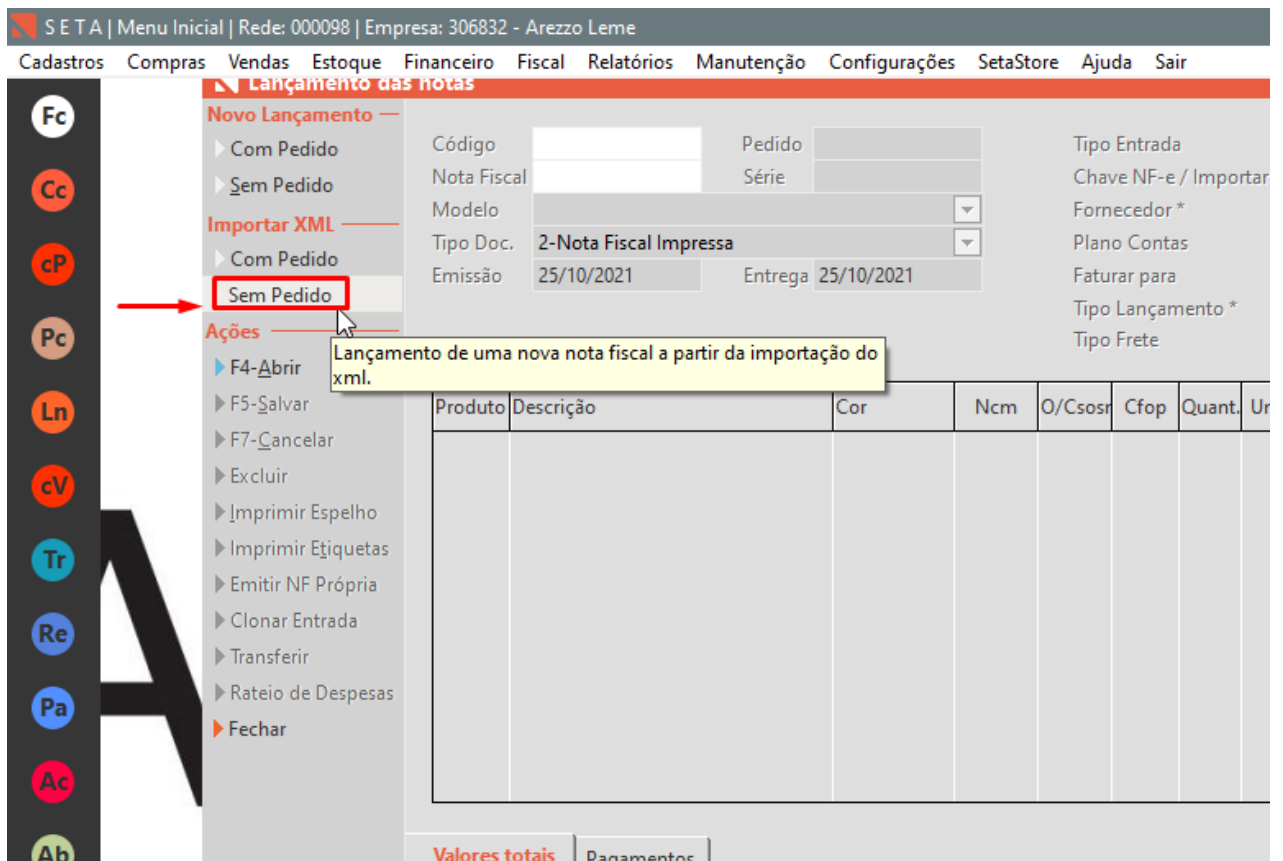 S E T A | Menu Inicial | Rede: 000098 | Empresa: 306832 - Arezzo Leme
Cadastros Compras Vendas Estoque Financeiro Fiscal Relatórios Manutenção Configurações SetaStore Ajuda Sair
Lançamento das notas
Fc
Cc
cP
Pc
Ln
cV
Tr
Re
Pa
Ac
Ab
Novo Lançamento
Com Pedido
Sem Pedido
Importar XML
Com Pedido
Sem Pedido
Ações
F4-Abrir
F5-Salvar
F7-Cancelar
Excluir
Imprimir Espelho
Imprimir Etiquetas
Emitir NF Própria
Clonar Entrada
Transferir
Rateio de Despesas
Fechar
Código Pedido Tipo Entrada
Nota Fiscal Série Chave NF-e / Importar
Modelo Fornecedor *
Tipo Doc. 2-Nota Fiscal Impressa Plano Contas
Emissão 25/10/2021 Entrega 25/10/2021 Faturar para
Tipo Lançamento *
Tipo Frete
Lançamento de uma nova nota fiscal a partir da importação do
xml.
Produto Descrição Cor Ncm O/Csosn Cfop Quant. Ur
Valores totais Pagamentos